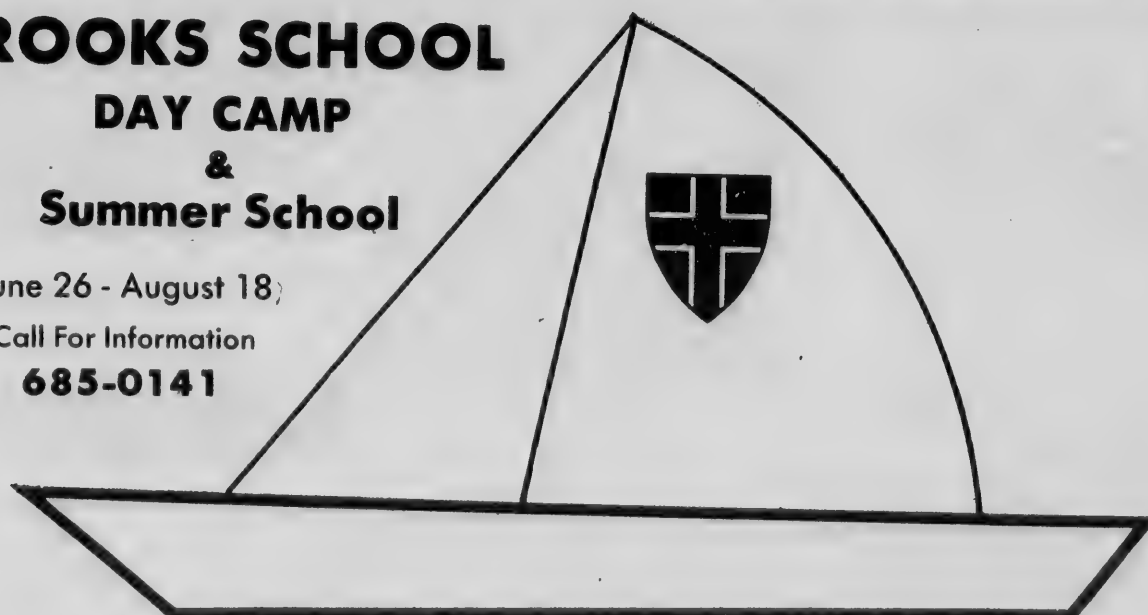 ROOKS SCHOOL
DAY CAMP
&
Summer School
une 26 - August 18
Call For Information
685-0141